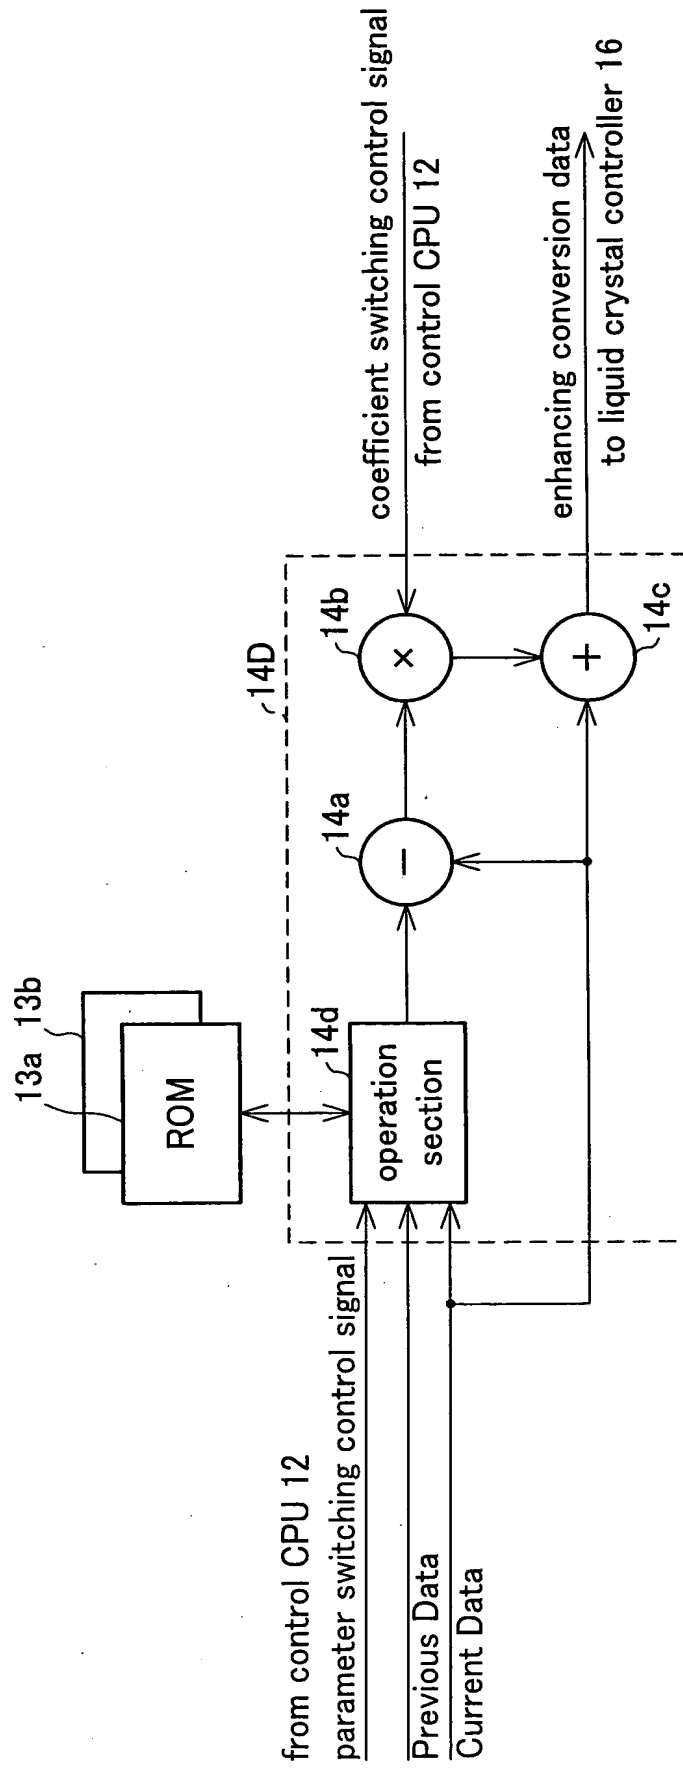 13a
13b
ROM
14D
from control CPU 12
parameter switching control signal
Previous Data
Current Data
14d
operation
section
14a
−
14b
×
14c
+
coefficient switching control signal
from control CPU 12
enhancing conversion data
to liquid crystal controller 16